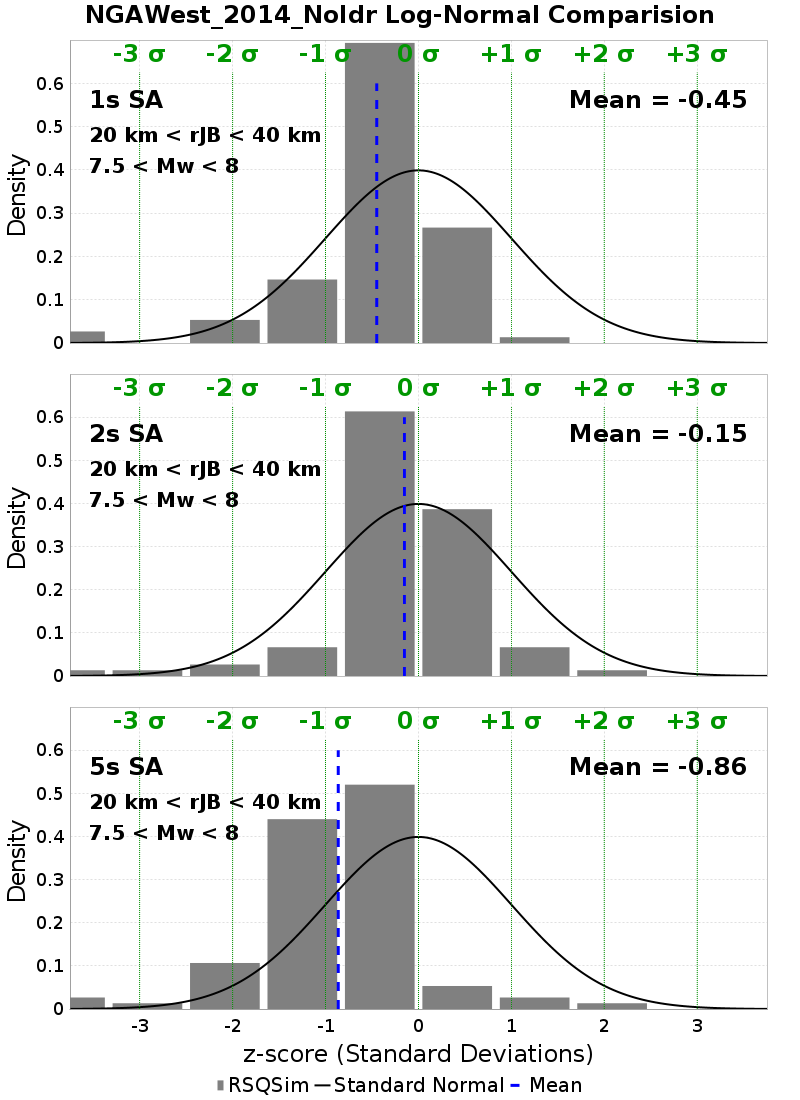 NGAWest_2014_NoIdr Log-Normal Comparision
-3 σ -2 σ -1 σ 0 σ +1 σ +2 σ +3 σ
1s SA Mean = -0.45
20 km < rJB < 40 km
7.5 < Mw < 8
Density
0.6
0.5
0.4
0.3
0.2
0.1
0
-3 σ -2 σ -1 σ 0 σ +1 σ +2 σ +3 σ
2s SA Mean = -0.15
20 km < rJB < 40 km
7.5 < Mw < 8
Density
0.6
0.5
0.4
0.3
0.2
0.1
0
-3 σ -2 σ -1 σ 0 σ +1 σ +2 σ +3 σ
5s SA Mean = -0.86
20 km < rJB < 40 km
7.5 < Mw < 8
Density
0.6
0.5
0.4
0.3
0.2
0.1
0
-3 -2 -1 0 1 2 3
z-score (Standard Deviations)
RSQSim Standard Normal Mean